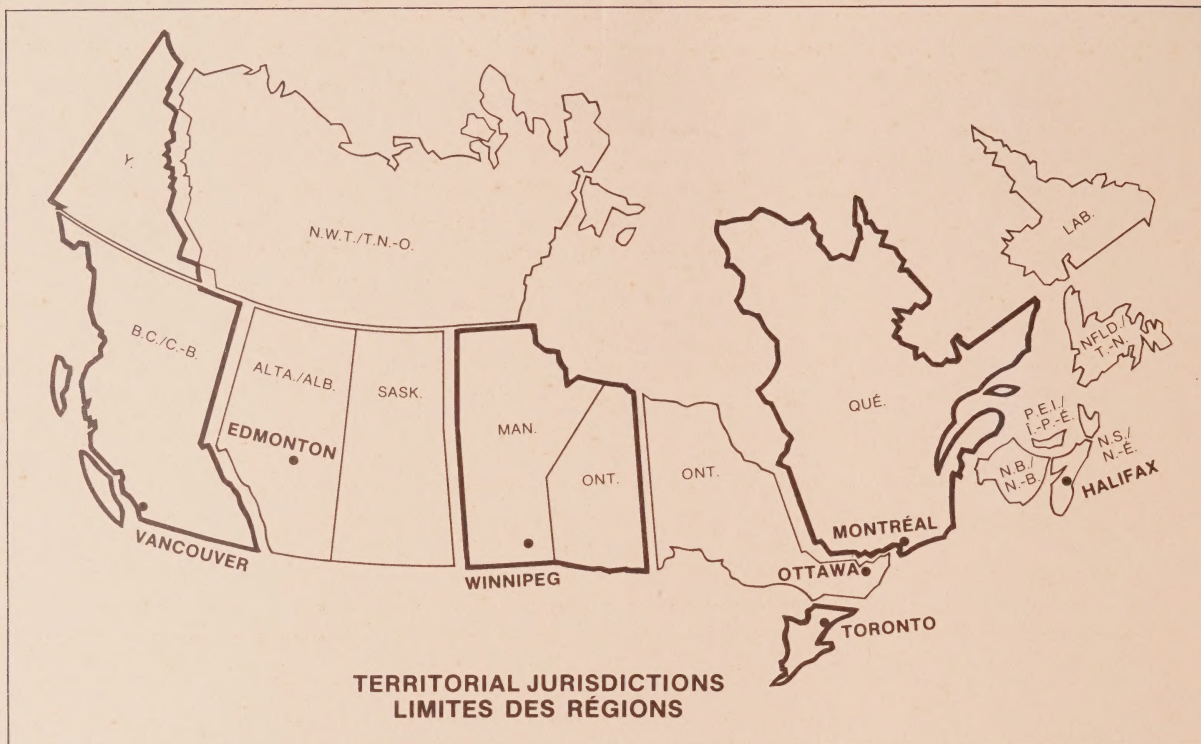 Y.
N.W.T./T.N.-O.
LAB.
B.C./C.-B.
ALTA./ALB.
SASK.
EDMONTON
MAN.
ONT.
ONT.
QUÉ.
NFLD./
T.-N.
P.E.I./
I.-P.-É.
N.S./
N.-É.
N.B./
N.-B.
HALIFAX
VANCOUVER
WINNIPEG
MONTRÉAL
OTTAWA
TORONTO
TERRITORIAL JURISDICTIONS
LIMITES DES RÉGIONS